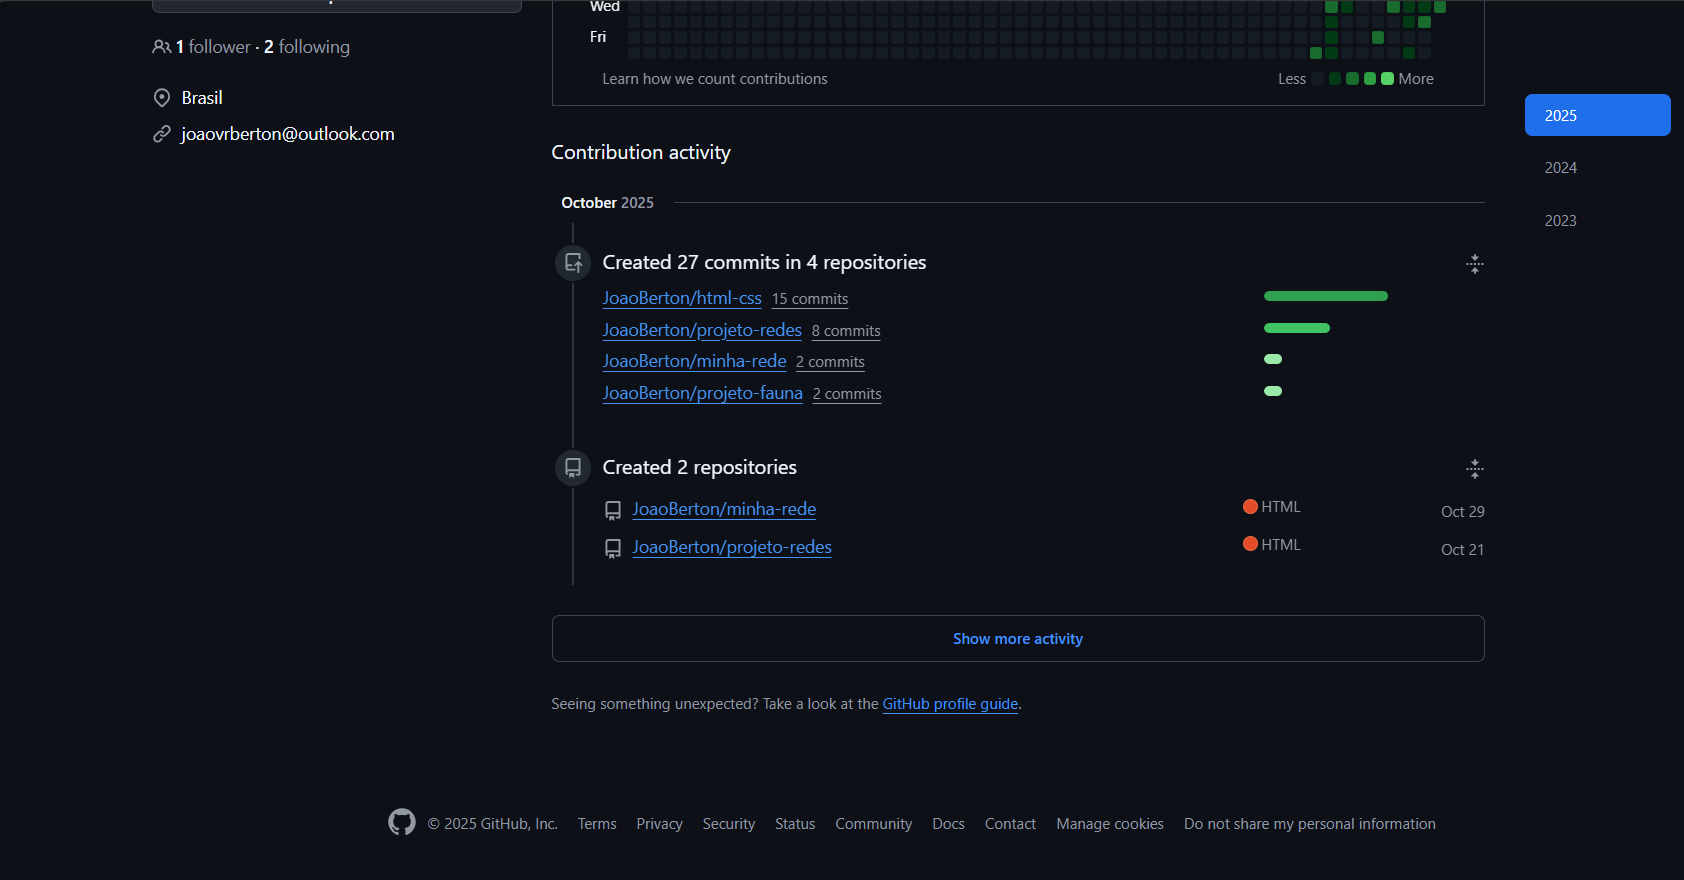 1 follower · 2 following
Brasil
joaovrberton@outlook.com
Wed
Fri
Learn how we count contributions
Less
More
Contribution activity
2025
2024
2023
October 2025
Created 27 commits in 4 repositories
JoaoBerton/html-css 15 commits
JoaoBerton/projeto-redes 8 commits
JoaoBerton/minha-rede 2 commits
JoaoBerton/projeto-fauna 2 commits
Created 2 repositories
JoaoBerton/minha-rede HTML Oct 29
JoaoBerton/projeto-redes HTML Oct 21
Show more activity
Seeing something unexpected? Take a look at the GitHub profile guide.
© 2025 GitHub, Inc. Terms Privacy Security Status Community Docs Contact Manage cookies Do not share my personal information